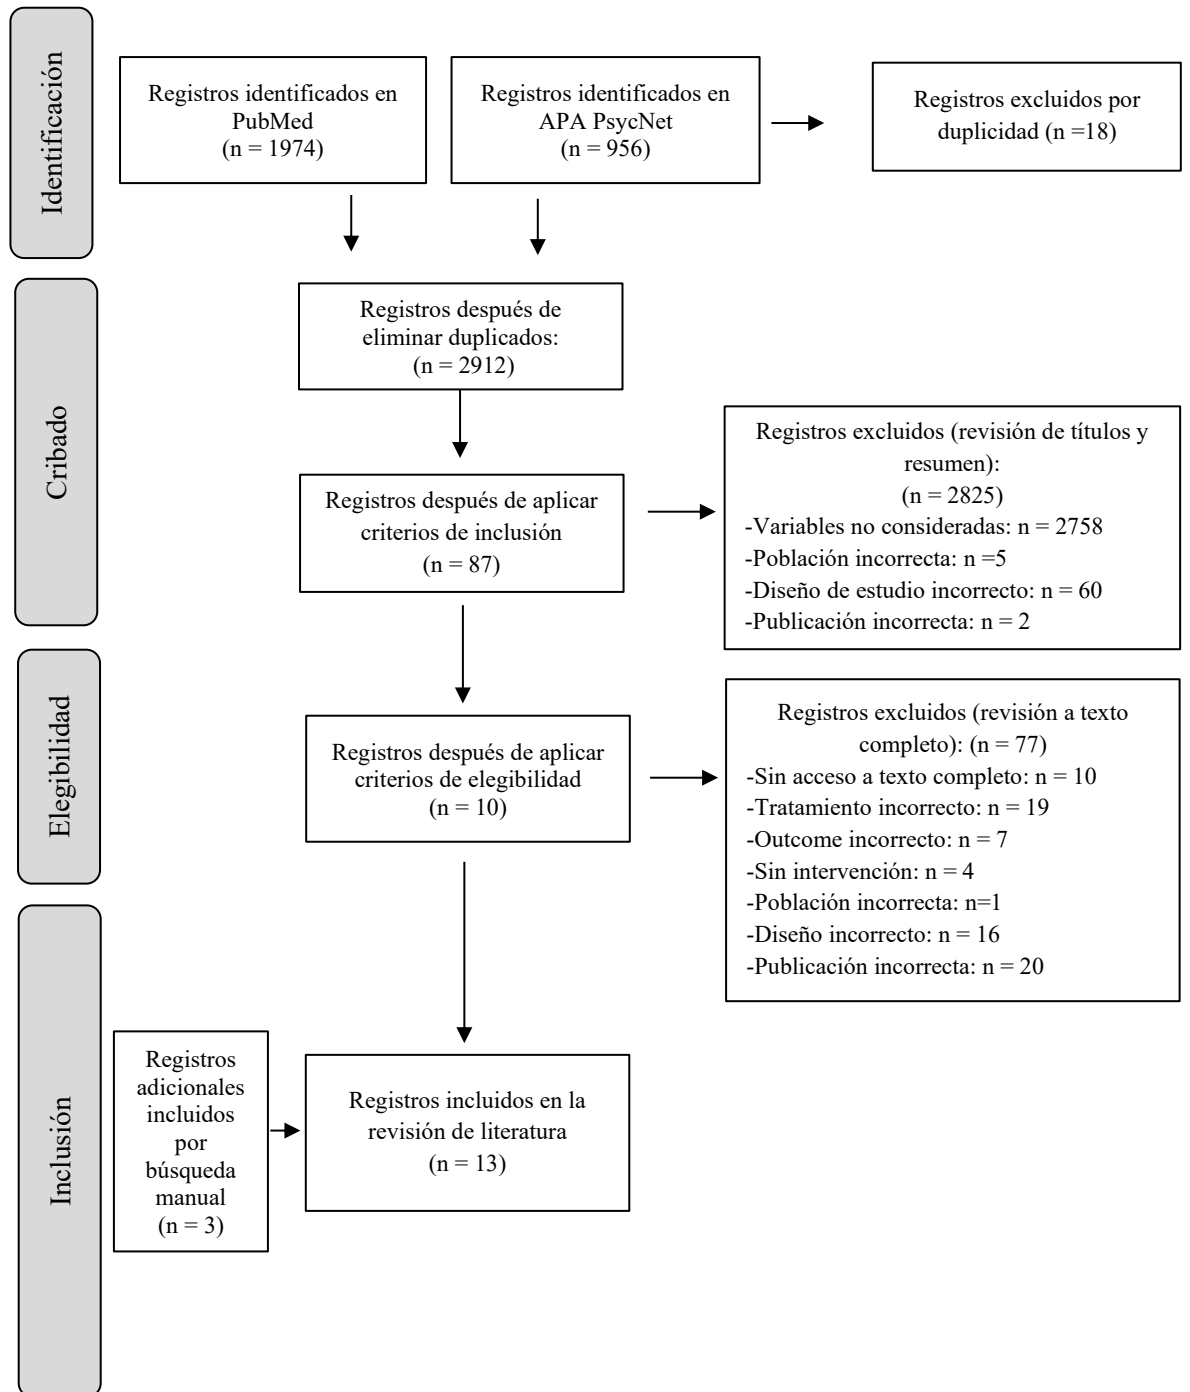 Identificación
Registros identificados en
PubMed
(n = 1974)
Registros identificados en
APA PsycNet
(n = 956)
Registros excluidos por
duplicidad (n =18)
Cribado
Registros después de
eliminar duplicados:
(n = 2912)
Registros después de aplicar
criterios de inclusión
(n = 87)
Registros excluidos (revisión de títulos y
resumen):
(n = 2825)
-Variables no consideradas: n = 2758
-Población incorrecta: n =5
-Diseño de estudio incorrecto: n = 60
-Publicación incorrecta: n = 2
Elegibilidad
Registros después de aplicar
criterios de elegibilidad
(n = 10)
Registros excluidos (revisión a texto
completo): (n = 77)
-Sin acceso a texto completo: n = 10
-Tratamiento incorrecto: n = 19
-Outcome incorrecto: n = 7
-Sin intervención: n = 4
-Población incorrecta: n=1
-Diseño incorrecto: n = 16
-Publicación incorrecta: n = 20
Inclusión
Registros
adicionales
incluidos
por
búsqueda
manual
(n = 3)
Registros incluidos en la
revisión de literatura
(n = 13)